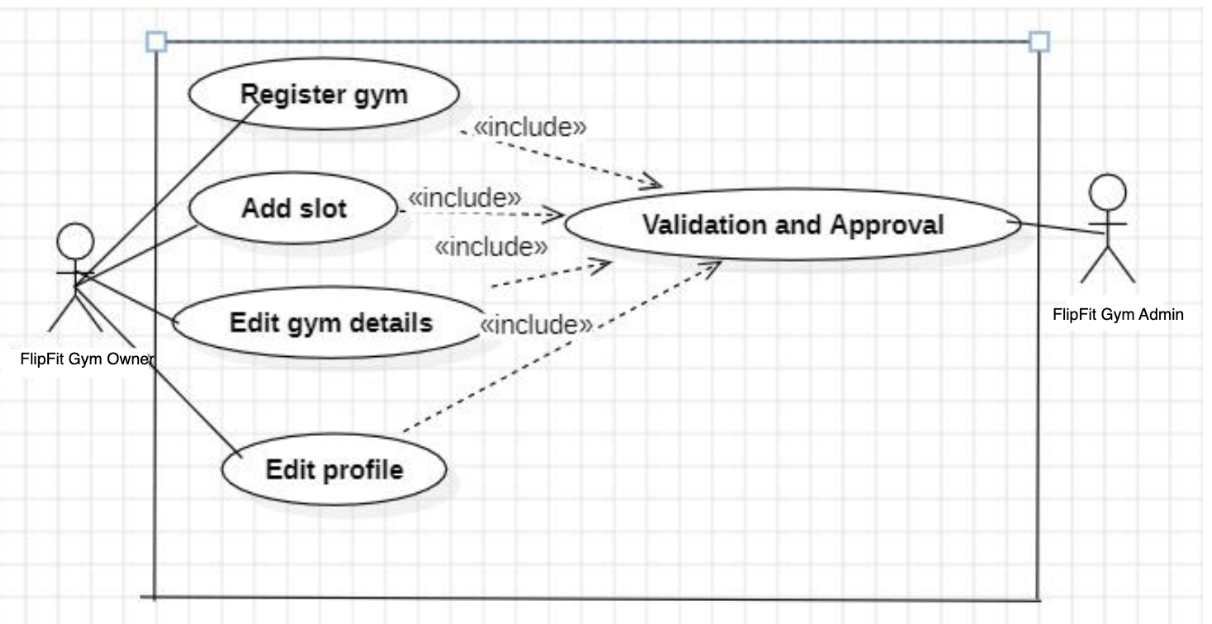 Register gym
«include»
Add slot
«include»
Validation and Approval
«include»
Edit gym details
«include»
FlipFit Gym Admin
FlipFit Gym Owner
Edit profile